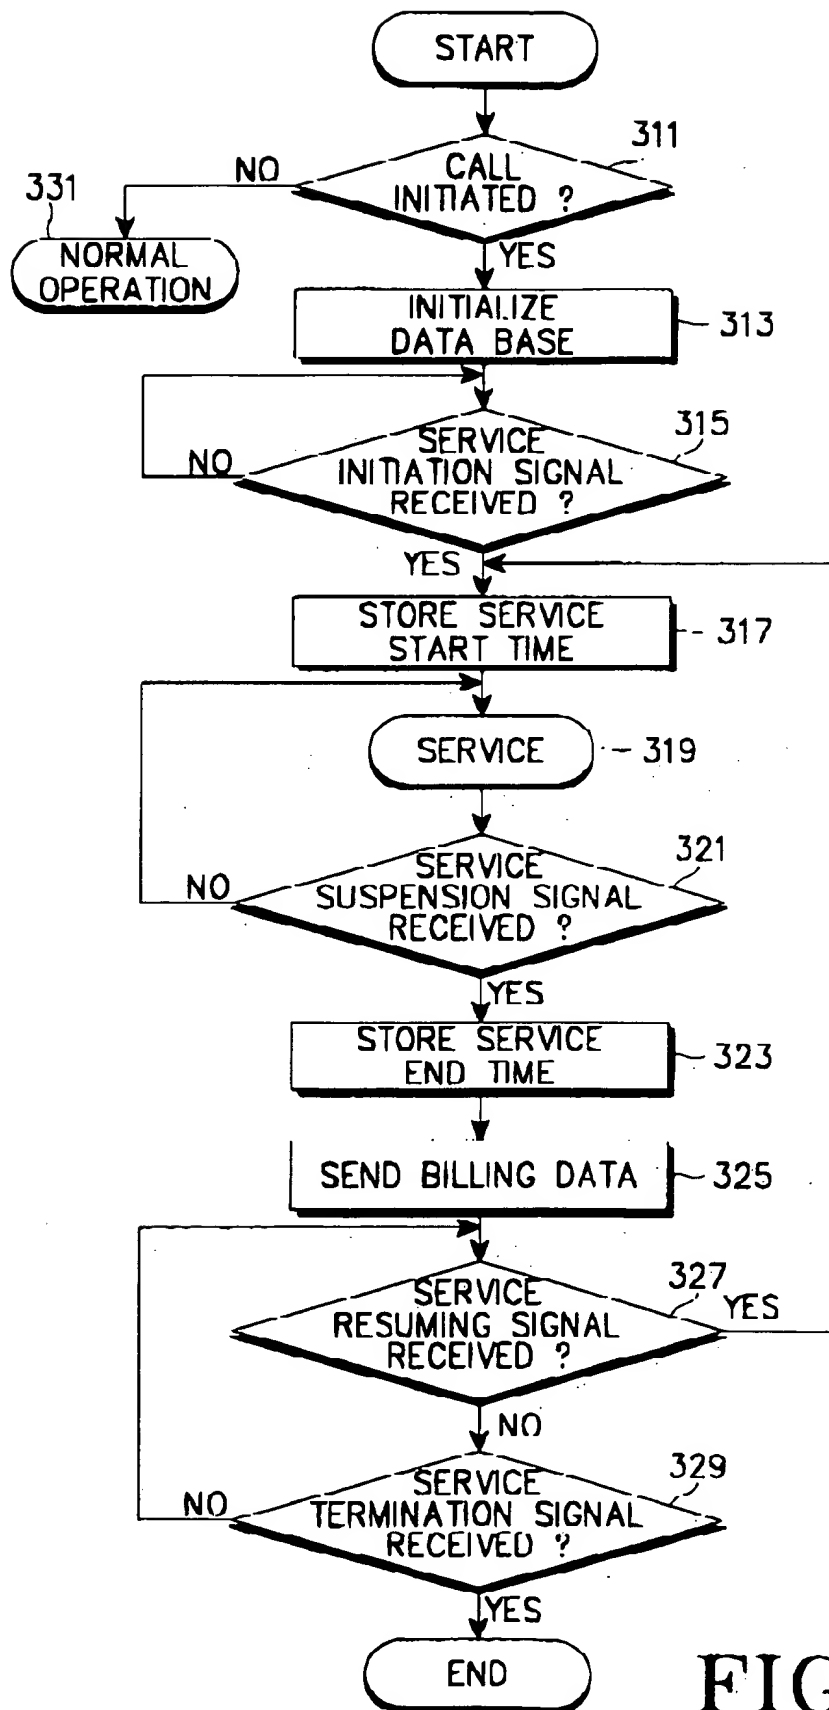 START
311
CALL
INITIATED ?
NO
YES
331
NORMAL
OPERATION
INITIALIZE
DATA BASE
313
315
SERVICE
INITIATION SIGNAL
RECEIVED ?
NO
YES
STORE SERVICE
START TIME
317
SERVICE
319
321
SERVICE
SUSPENSION SIGNAL
RECEIVED ?
NO
YES
STORE SERVICE
END TIME
323
SEND BILLING DATA
325
327
SERVICE
RESUMING SIGNAL
RECEIVED ?
YES
NO
329
SERVICE
TERMINATION SIGNAL
RECEIVED ?
NO
YES
END
FIG